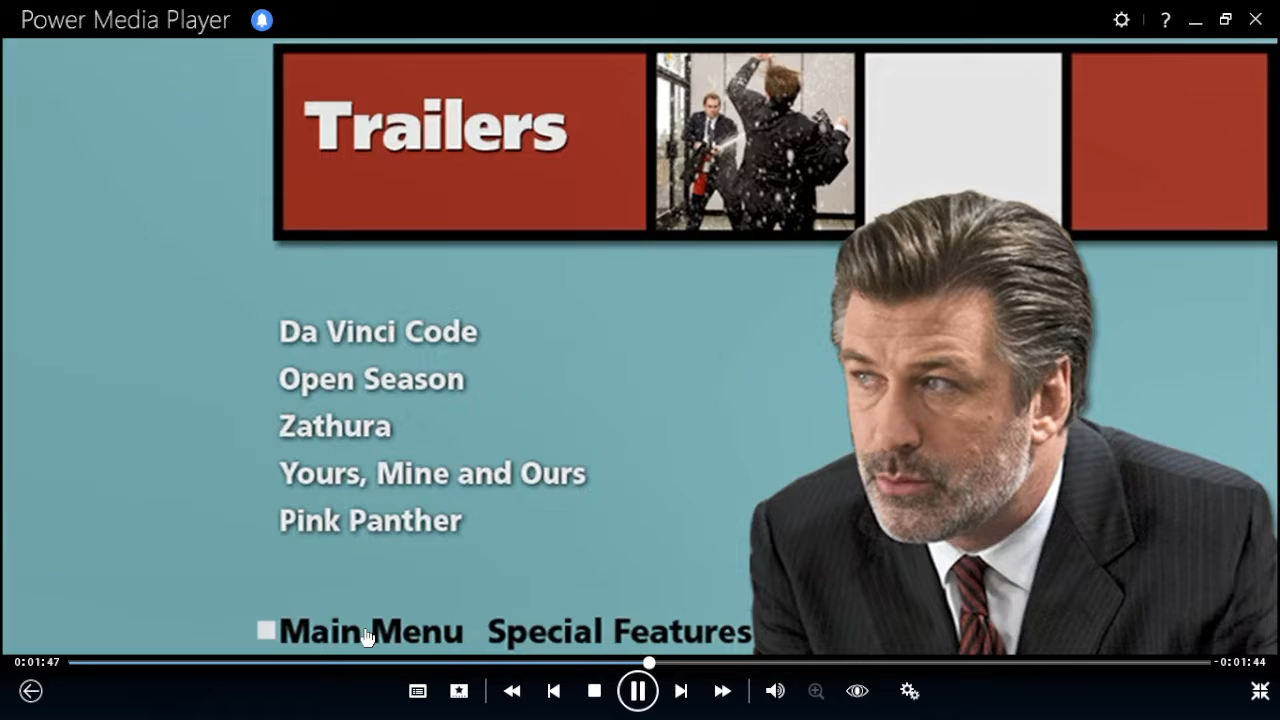 Power Media Player
?
Trailers
Da Vinci Code
Open Season
Zathura
Yours, Mine and Ours
Pink Panther
Main Menu Special Features
0:01:47 -0:01:44